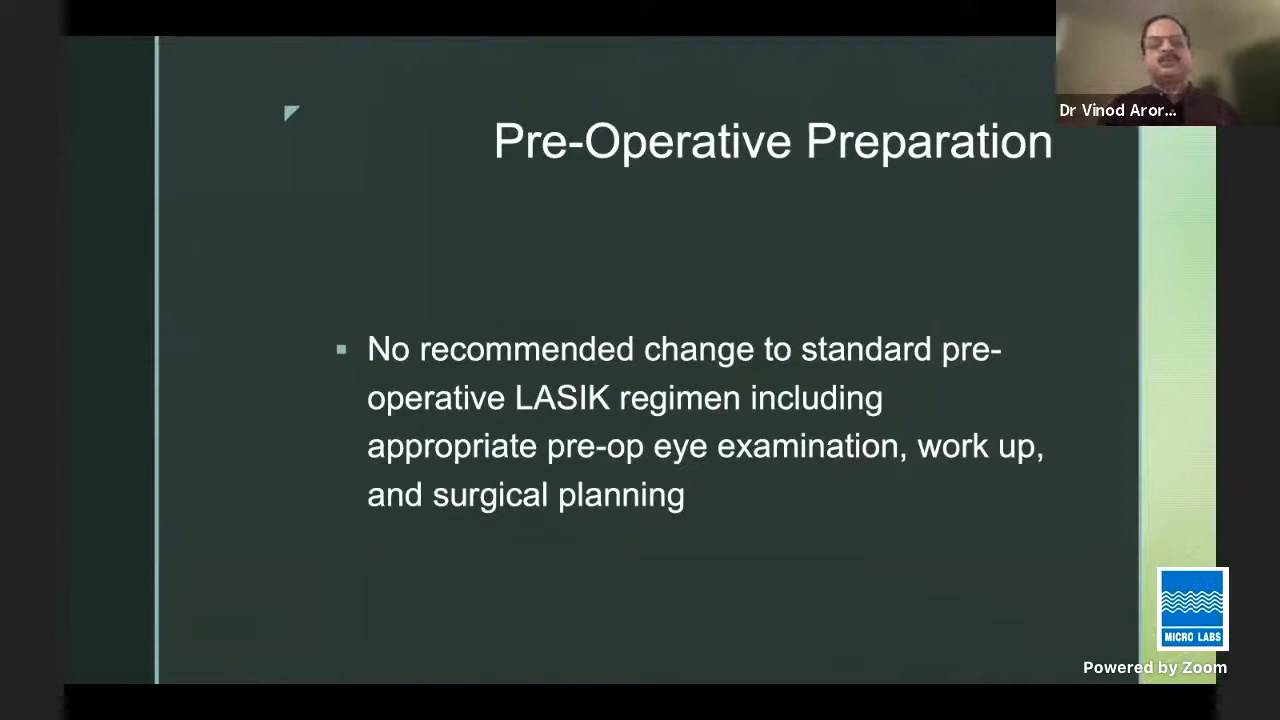 Dr Vinod Aror...
Pre-Operative Preparation
▪ No recommended change to standard pre-
operative LASIK regimen including
appropriate pre-op eye examination, work up,
and surgical planning
MICRO LABS
Powered by Zoom